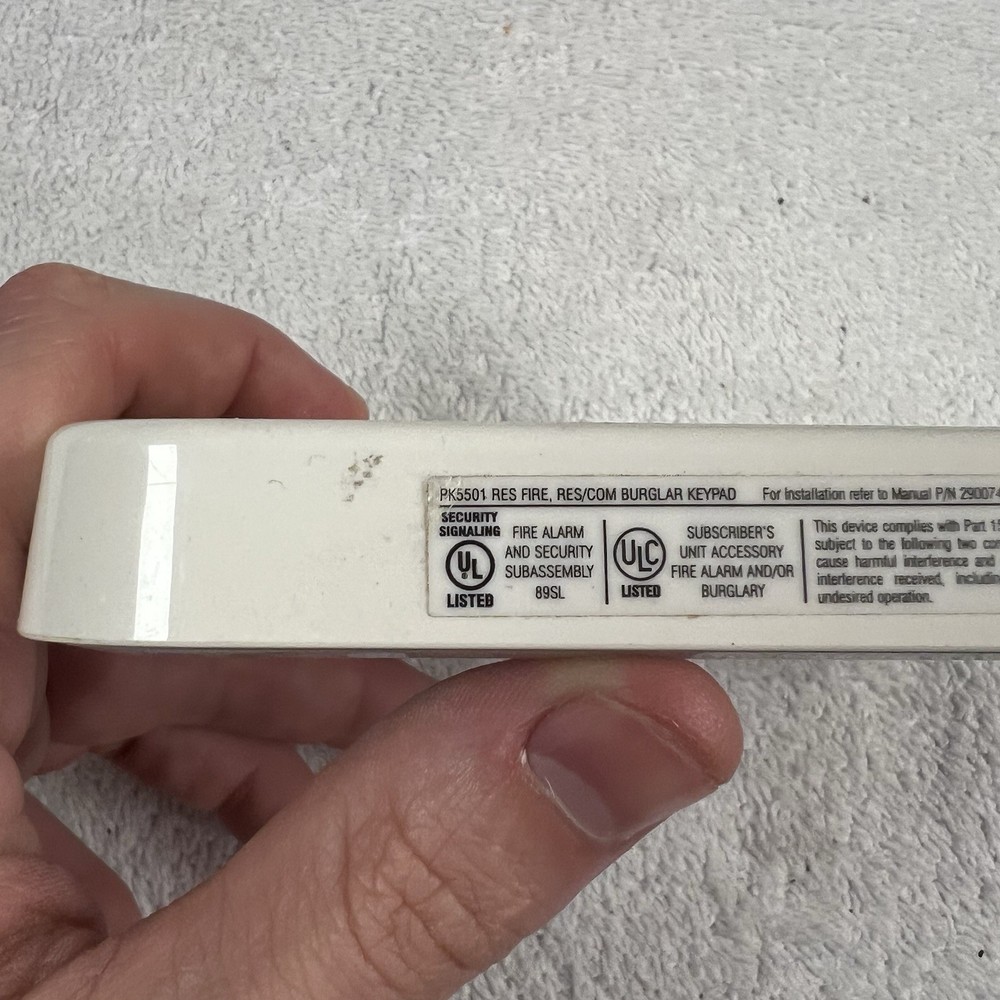 PK5501 RES FIRE, RES/COM BURGLAR KEYPAD For installation refer to Manual P/N 290074
SECURITY
SIGNALING
UL
LISTED
FIRE ALARM
AND SECURITY
SUBASSEMBLY
89SL
ULC
LISTED
SUBSCRIBER'S
UNIT ACCESSORY
FIRE ALARM AND/OR
BURGLARY
This device complies with Part 15
subject to the following two
cause harmful interference and
interference received,
undesired operation.